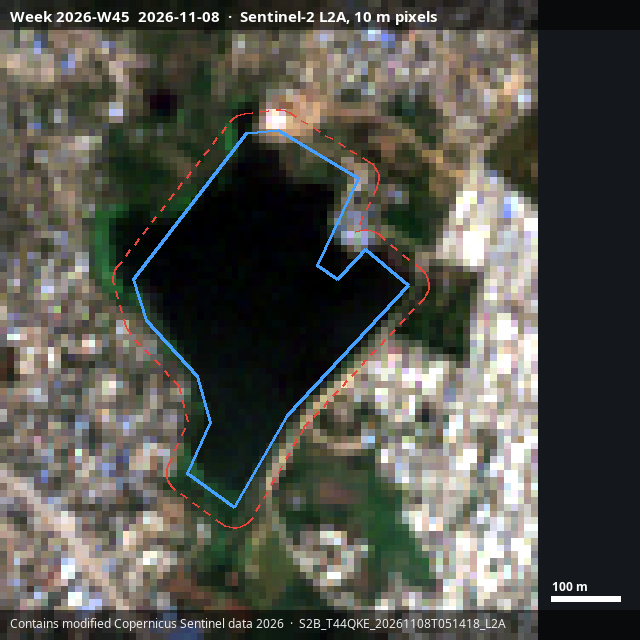 Week 2026-W45  2026-11-08  ·  Sentinel-2 L2A, 10 m pixels
100 m
Contains modified Copernicus Sentinel data 2026  ·  S2B_T44QKE_20261108T051418_L2A